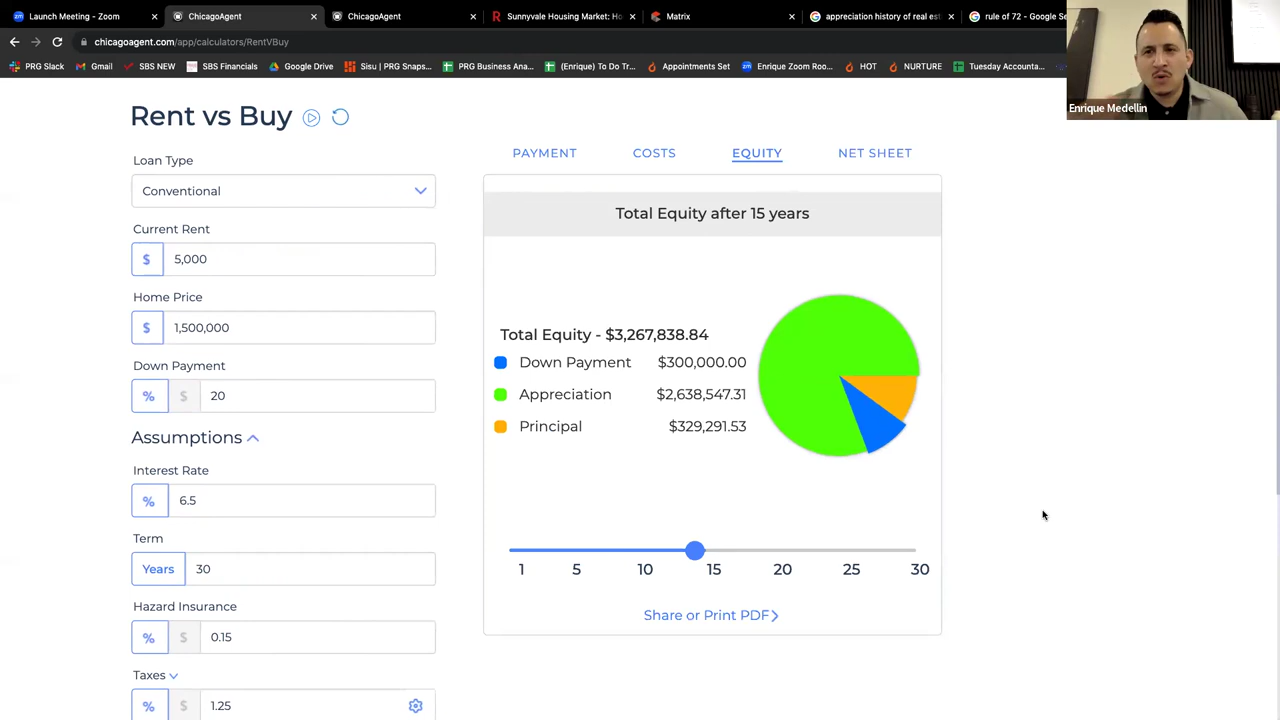 Launch Meeting - Zoom
ChicagoAgent
ChicagoAgent
Sunnyvale Housing Market: Ho
Matrix
appreciation history of real est
rule of 72 - Google Se
chicagoagent.com/app/calculators/RentVBuy
PRG Slack
Gmail
SBS NEW
SBS Financials
Google Drive
Sisu | PRG Snaps...
PRG Business Ana...
(Enrique) To Do Tr...
Appointments Set
Enrique Zoom Roo...
HOT
NURTURE
Tuesday Accounta...
Enrique Medellin
Rent vs Buy
Loan Type
Conventional
Current Rent
$ 5,000
Home Price
$ 1,500,000
Down Payment
% $ 20
Assumptions
Interest Rate
% 6.5
Term
Years 30
Hazard Insurance
% $ 0.15
Taxes
% $ 1.25
PAYMENT COSTS EQUITY NET SHEET
Total Equity after 15 years
Total Equity - $3,267,838.84
Down Payment $300,000.00
Appreciation $2,638,547.31
Principal $329,291.53
1 5 10 15 20 25 30
Share or Print PDF